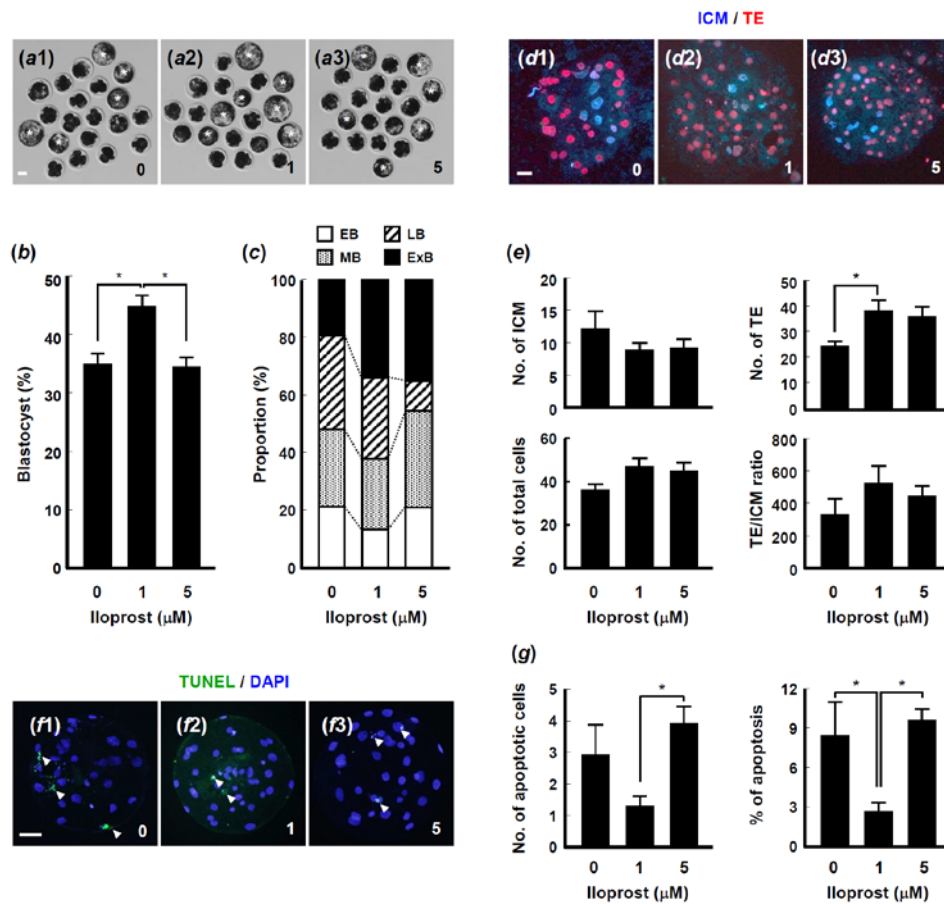 ICM / TE
(a1)
(a2)
(a3)
0
1
5
(d1)
(d2)
(d3)
0
1
5
(b)
Blastocyst (%)
50
40
30
20
10
0
* *
0 1 5
Iloprost (μM)
(c)
EB LB
MB ExB
Proportion (%)
100
80
60
40
20
0
0 1 5
Iloprost (μM)
(e)
No. of ICM
20
15
10
5
0
No. of TE
50
40
30
20
10
0
*
No. of total cells
60
40
20
0
0 1 5
Iloprost (μM)
TE/ICM ratio
800
600
400
200
0
0 1 5
Iloprost (μM)
TUNEL / DAPI
(f1)
(f2)
(f3)
0
1
5
(g)
No. of apoptotic cells
5
4
3
2
1
0
*
0 1 5
Iloprost (μM)
% of apoptosis
12
9
6
3
0
* *
0 1 5
Iloprost (μM)